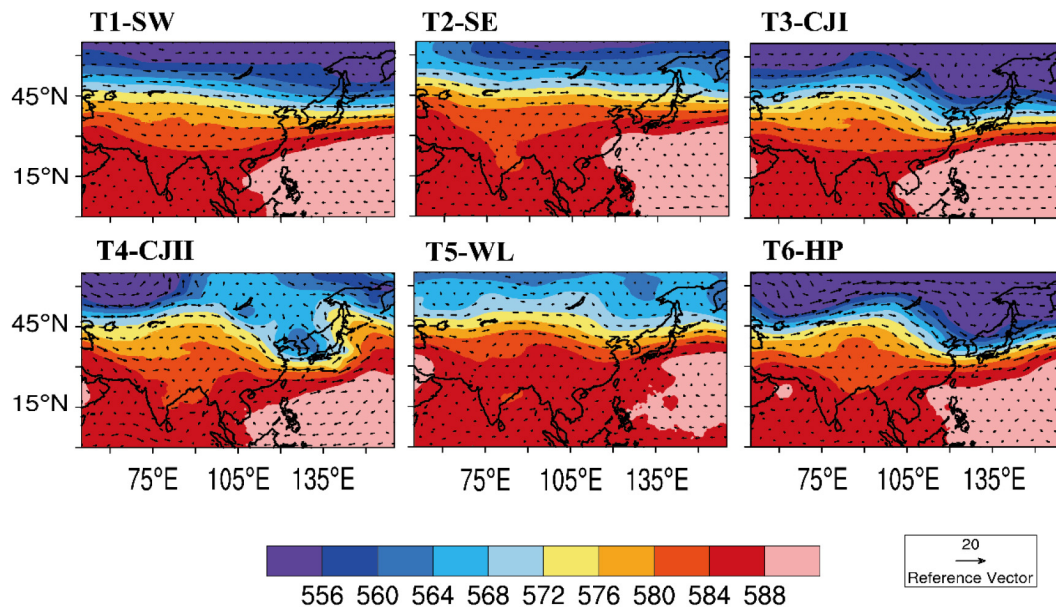 T1-SW T2-SE T3-CJI
45°N
15°N
T4-CJII T5-WL T6-HP
45°N
15°N
75°E 105°E 135°E 75°E 105°E 135°E 75°E 105°E 135°E
556 560 564 568 572 576 580 584 588
20
Reference Vector